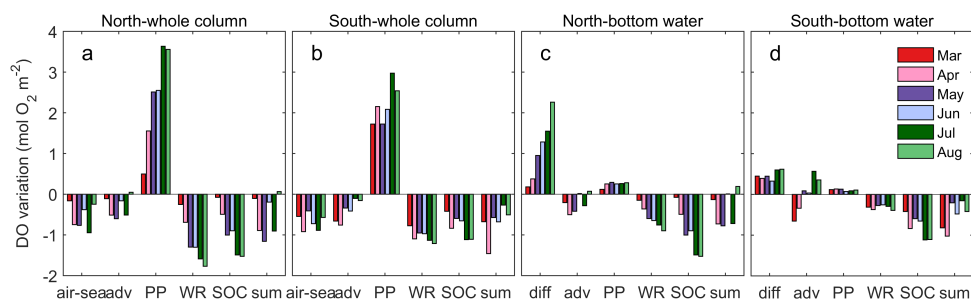 North-whole column
South-whole column
North-bottom water
South-bottom water
DO variation (mol O2 m-2)
4
3
2
1
0
-1
-2
a
b
c
d
Mar
Apr
May
Jun
Jul
Aug
air-sea adv PP WR SOC sum
air-sea adv PP WR SOC sum
diff adv PP WR SOC sum
diff adv PP WR SOC sum